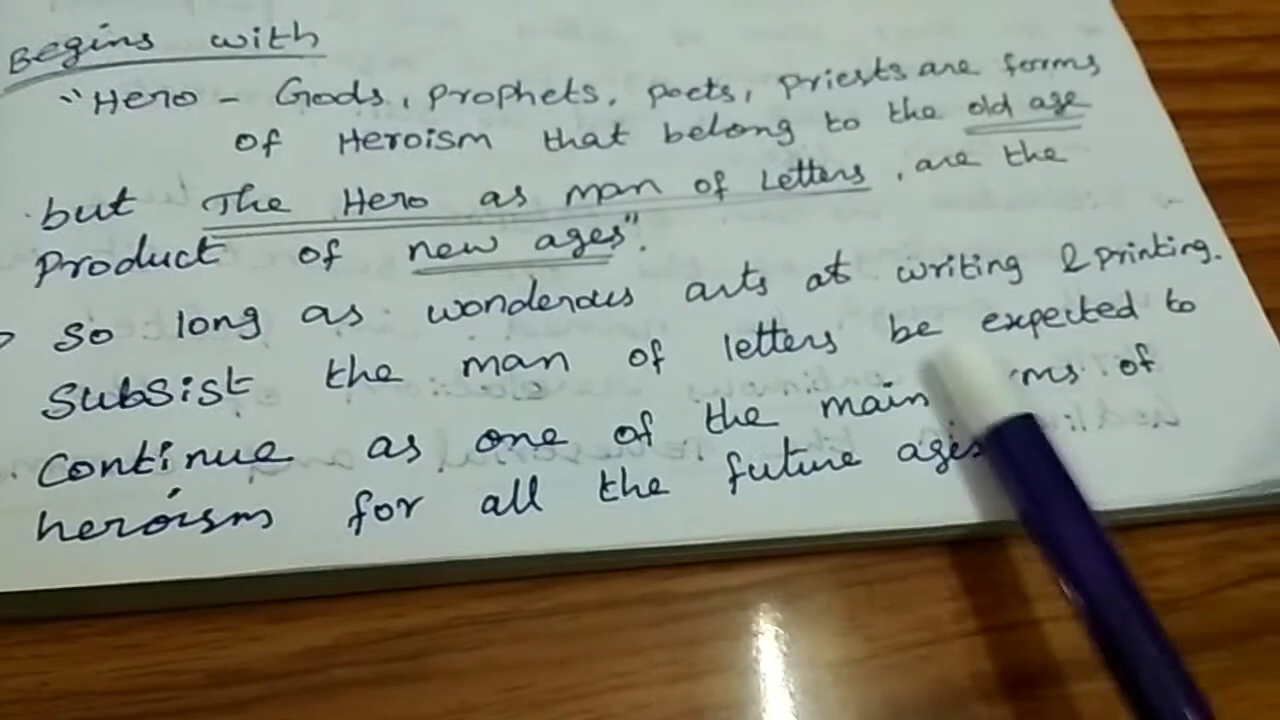 Begins with
"Hero - Gods, prophets, poets, priests are forms
of Heroism that belong to the old age
but The Hero as man of Letters, are the
Product of new ages".
So long as wonderous arts at writing & printing.
Subsist the man of letters be expected to
Continue as one of the main of
heroism for all the future ages